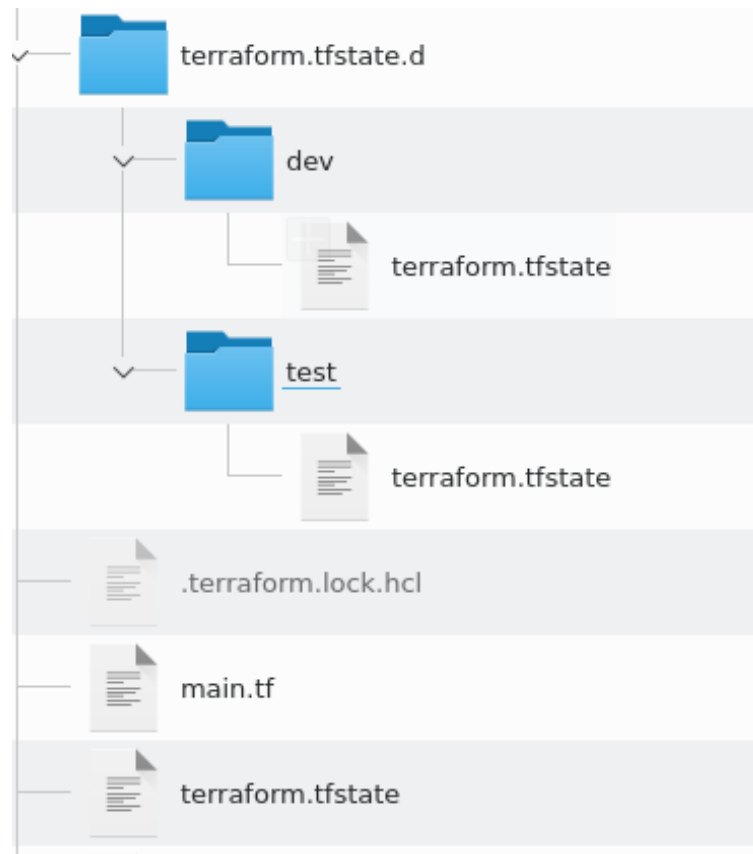 terraform.tfstate.d
dev
terraform.tfstate
test
terraform.tfstate
.terraform.lock.hcl
main.tf
terraform.tfstate